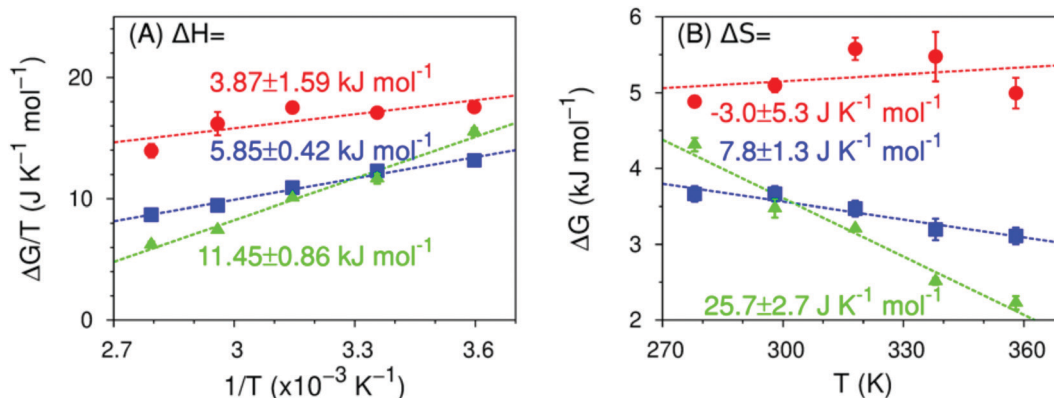 (A) ΔH=
3.87±1.59 kJ mol⁻¹
5.85±0.42 kJ mol⁻¹
11.45±0.86 kJ mol⁻¹
ΔG/T (J K⁻¹ mol⁻¹)
20
10
0
2.7 3 3.3 3.6
1/T (x10⁻³ K⁻¹)
(B) ΔS=
-3.0±5.3 J K⁻¹ mol⁻¹
7.8±1.3 J K⁻¹ mol⁻¹
25.7±2.7 J K⁻¹ mol⁻¹
ΔG (kJ mol⁻¹)
6
5
4
3
2
270 300 330 360
T (K)